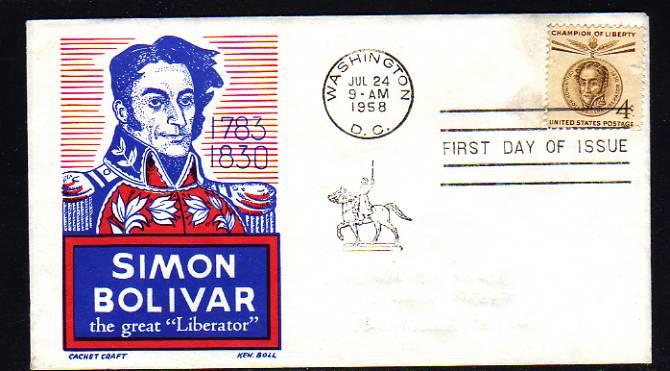 1783
1830
SIMON
BOLIVAR
the great "Liberator"
CACHET CRAFT
KEN. BOLL
WASHINGTON
JUL 24
9-AM
1958
D.C.
CHAMPION OF LIBERTY
4¢
UNITED STATES POSTAGE
FIRST DAY OF ISSUE